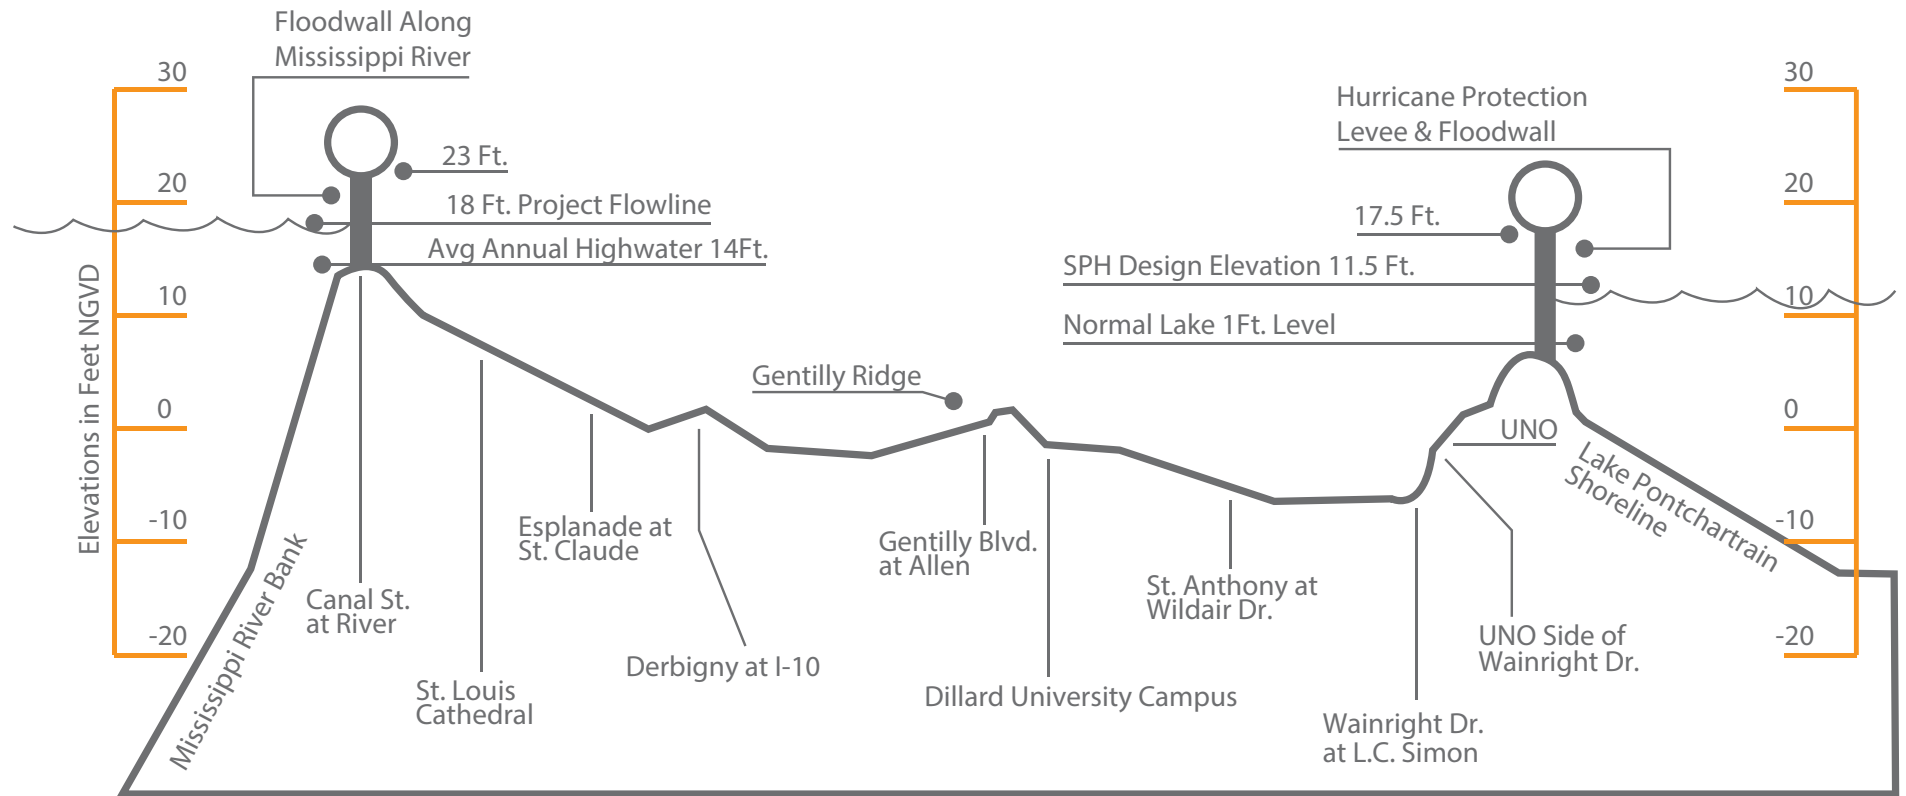 Floodwall Along
Mississippi River
30
20
10
0
-10
-20
Elevations in Feet NGVD
23 Ft.
18 Ft. Project Flowline
Avg Annual Highwater 14Ft.
Hurricane Protection
Levee & Floodwall
17.5 Ft.
SPH Design Elevation 11.5 Ft.
Normal Lake 1Ft. Level
30
20
10
0
-10
-20
Gentilly Ridge
UNO
Lake Pontchartrain
Shoreline
Mississippi River Bank
Canal St.
at River
St. Louis
Cathedral
Esplanade at
St. Claude
Derbigny at I-10
Gentilly Blvd.
at Allen
Dillard University Campus
St. Anthony at
Wildair Dr.
Wainright Dr.
at L.C. Simon
UNO Side of
Wainright Dr.